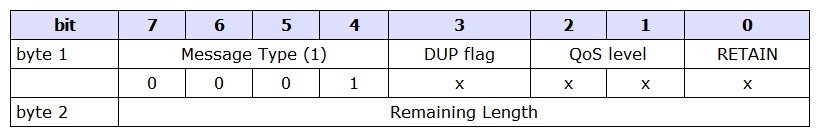 bit 7 6 5 4 3 2 1 0
byte 1 Message Type (1) DUP flag QoS level RETAIN
0 0 0 1 x x x x
byte 2 Remaining Length